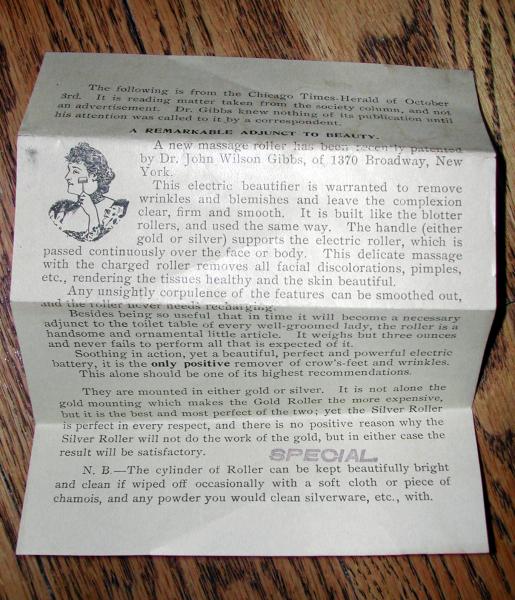 The following is from the Chicago Times-Herald of October
3rd. It is reading matter taken from the society column, and not
an advertisement. Dr. Gibbs knew nothing of its publication until
his attention was called to it by a correspondent.
A REMARKABLE ADJUNCT TO BEAUTY.
A new massage roller has been recently patented
by Dr. John Wilson Gibbs, of 1370 Broadway, New
York.
This electric beautifier is warranted to remove
wrinkles and blemishes and leave the complexion
clear, firm and smooth. It is built like the blotter
rollers, and used the same way. The handle (either
gold or silver) supports the electric roller, which is
passed continuously over the face or body. This delicate massage
with the charged roller removes all facial discolorations, pimples,
etc., rendering the tissues healthy and the skin beautiful.
Any unsightly corpulence of the features can be smoothed out,
and the roller never needs recharging.
Besides being so useful that in time it will become a necessary
adjunct to the toilet table of every well-groomed lady, the roller is a
handsome and ornamental little article. It weighs but three ounces
and never fails to perform all that is expected of it.
Soothing in action, yet a beautiful, perfect and powerful electric
battery, it is the only positive remover of crow's-feet and wrinkles.
This alone should be one of its highest recommendations.
They are mounted in either gold or silver. It is not alone the
gold mounting which makes the Gold Roller the more expensive,
but it is the best and most perfect of the two; yet the Silver Roller
is perfect in every respect, and there is no positive reason why the
Silver Roller will not do the work of the gold, but in either case the
result will be satisfactory.
SPECIAL.
N. B.—The cylinder of Roller can be kept beautifully bright
and clean if wiped off occasionally with a soft cloth or piece of
chamois, and any powder you would clean silverware, etc., with.